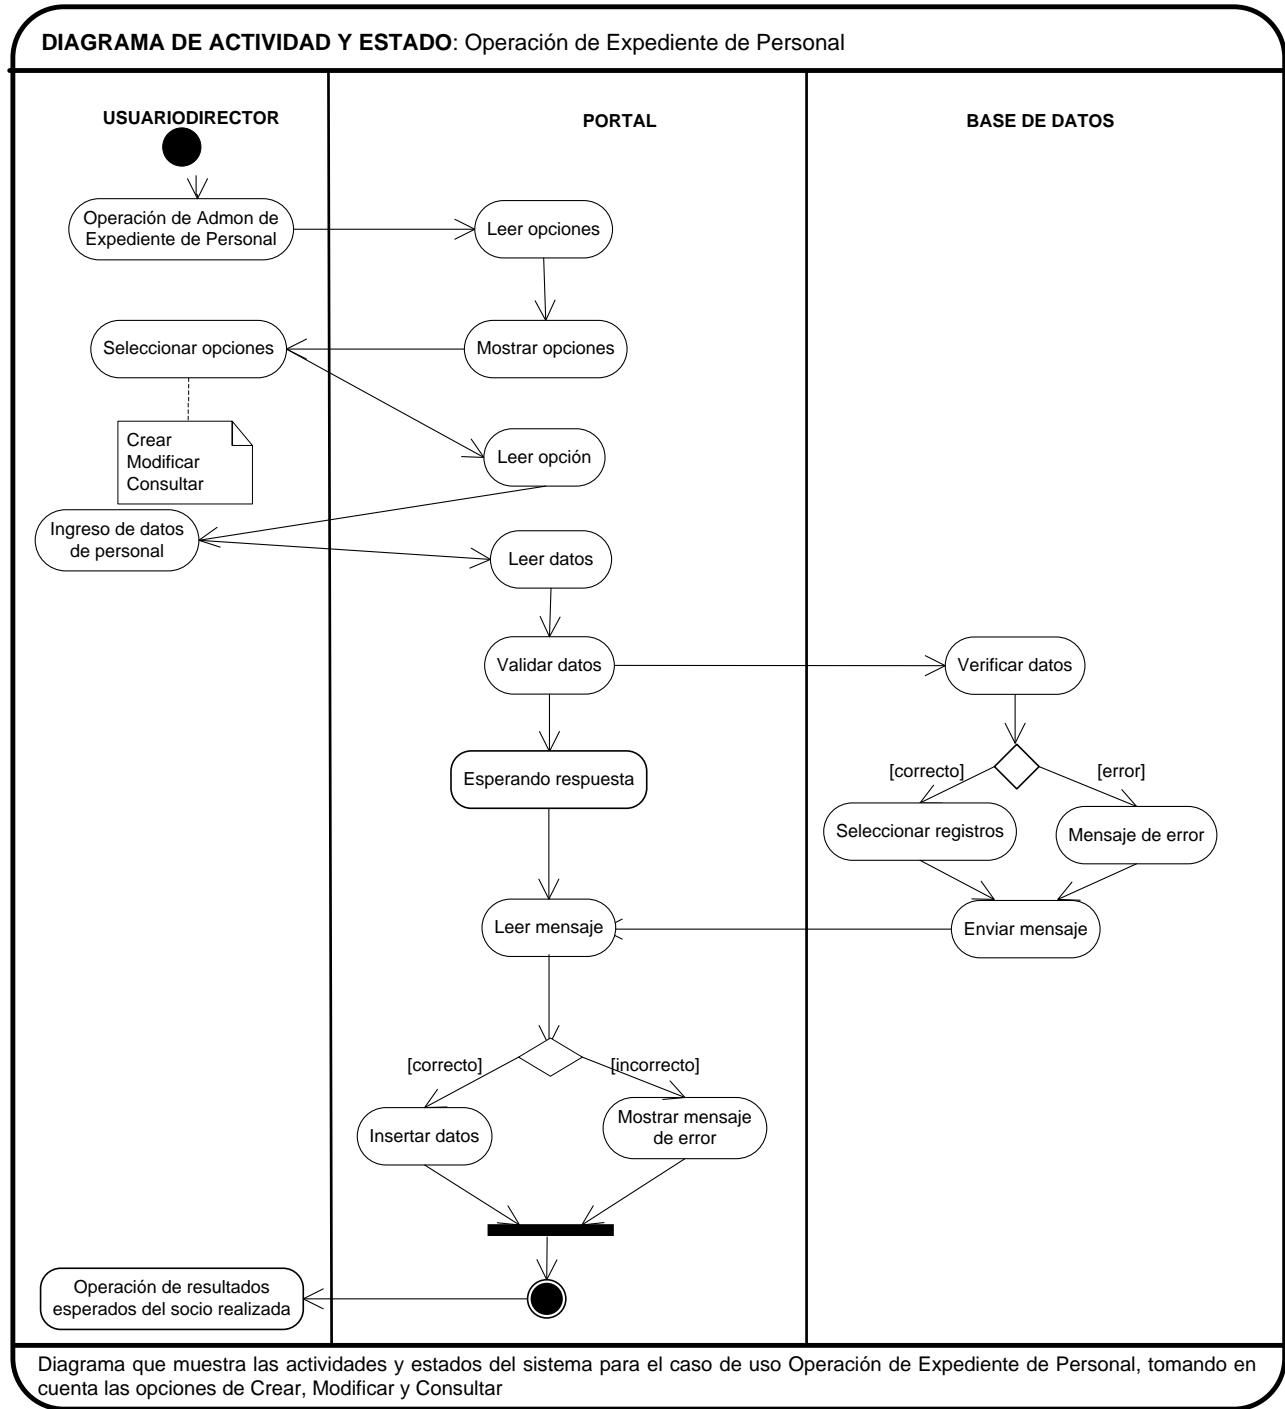 DIAGRAMA DE ACTIVIDAD Y ESTADO: Operación de Expediente de Personal
USUARIODIRECTOR
PORTAL
BASE DE DATOS
Operación de Admon de
Expediente de Personal
Leer opciones
Seleccionar opciones
Mostrar opciones
Crear
Modificar
Consultar
Leer opción
Ingreso de datos
de personal
Leer datos
Validar datos
Verificar datos
Esperando respuesta
[correcto]
[error]
Seleccionar registros
Mensaje de error
Leer mensaje
Enviar mensaje
[correcto]
[incorrecto]
Insertar datos
Mostrar mensaje
de error
Operación de resultados
esperados del socio realizada
Diagrama que muestra las actividades y estados del sistema para el caso de uso Operación de Expediente de Personal, tomando en
cuenta las opciones de Crear, Modificar y Consultar